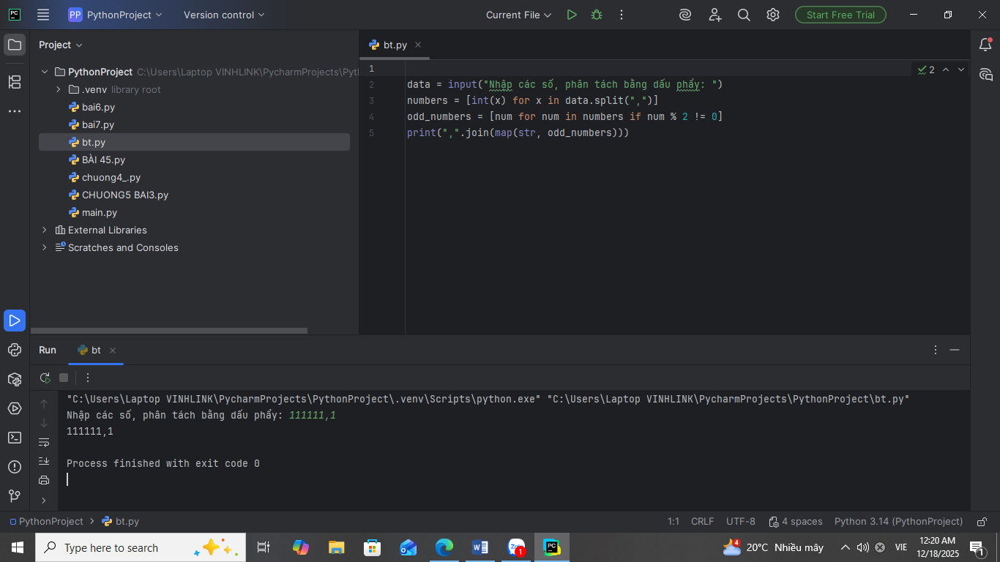 PP PythonProject Version control Current File Start Free Trial
Project
bt.py
PythonProject C:\Users\Laptop VINHLINK\PycharmProjects\Pyt
.venv library root
bai6.py
bai7.py
bt.py
BÀI 45.py
chuong4_.py
CHUONG5 BAI3.py
main.py
External Libraries
Scratches and Consoles
2
1
2 data = input("Nhập các số, phân tách bằng dấu phẩy: ")
3 numbers = [int(x) for x in data.split(",")]
4 odd_numbers = [num for num in numbers if num % 2 != 0]
5 print(",".join(map(str, odd_numbers)))
Run bt
"C:\Users\Laptop VINHLINK\PycharmProjects\PythonProject\.venv\Scripts\python.exe" "C:\Users\Laptop VINHLINK\PycharmProjects\PythonProject\bt.py"
Nhập các số, phân tách bằng dấu phẩy: 111111,1
111111,1
Process finished with exit code 0
PythonProject > bt.py 1:1 CRLF UTF-8 4 spaces Python 3.14 (PythonProject)
Type here to search
1
4
20°C Nhiều mây
VIE
12:20 AM
12/18/2025
1